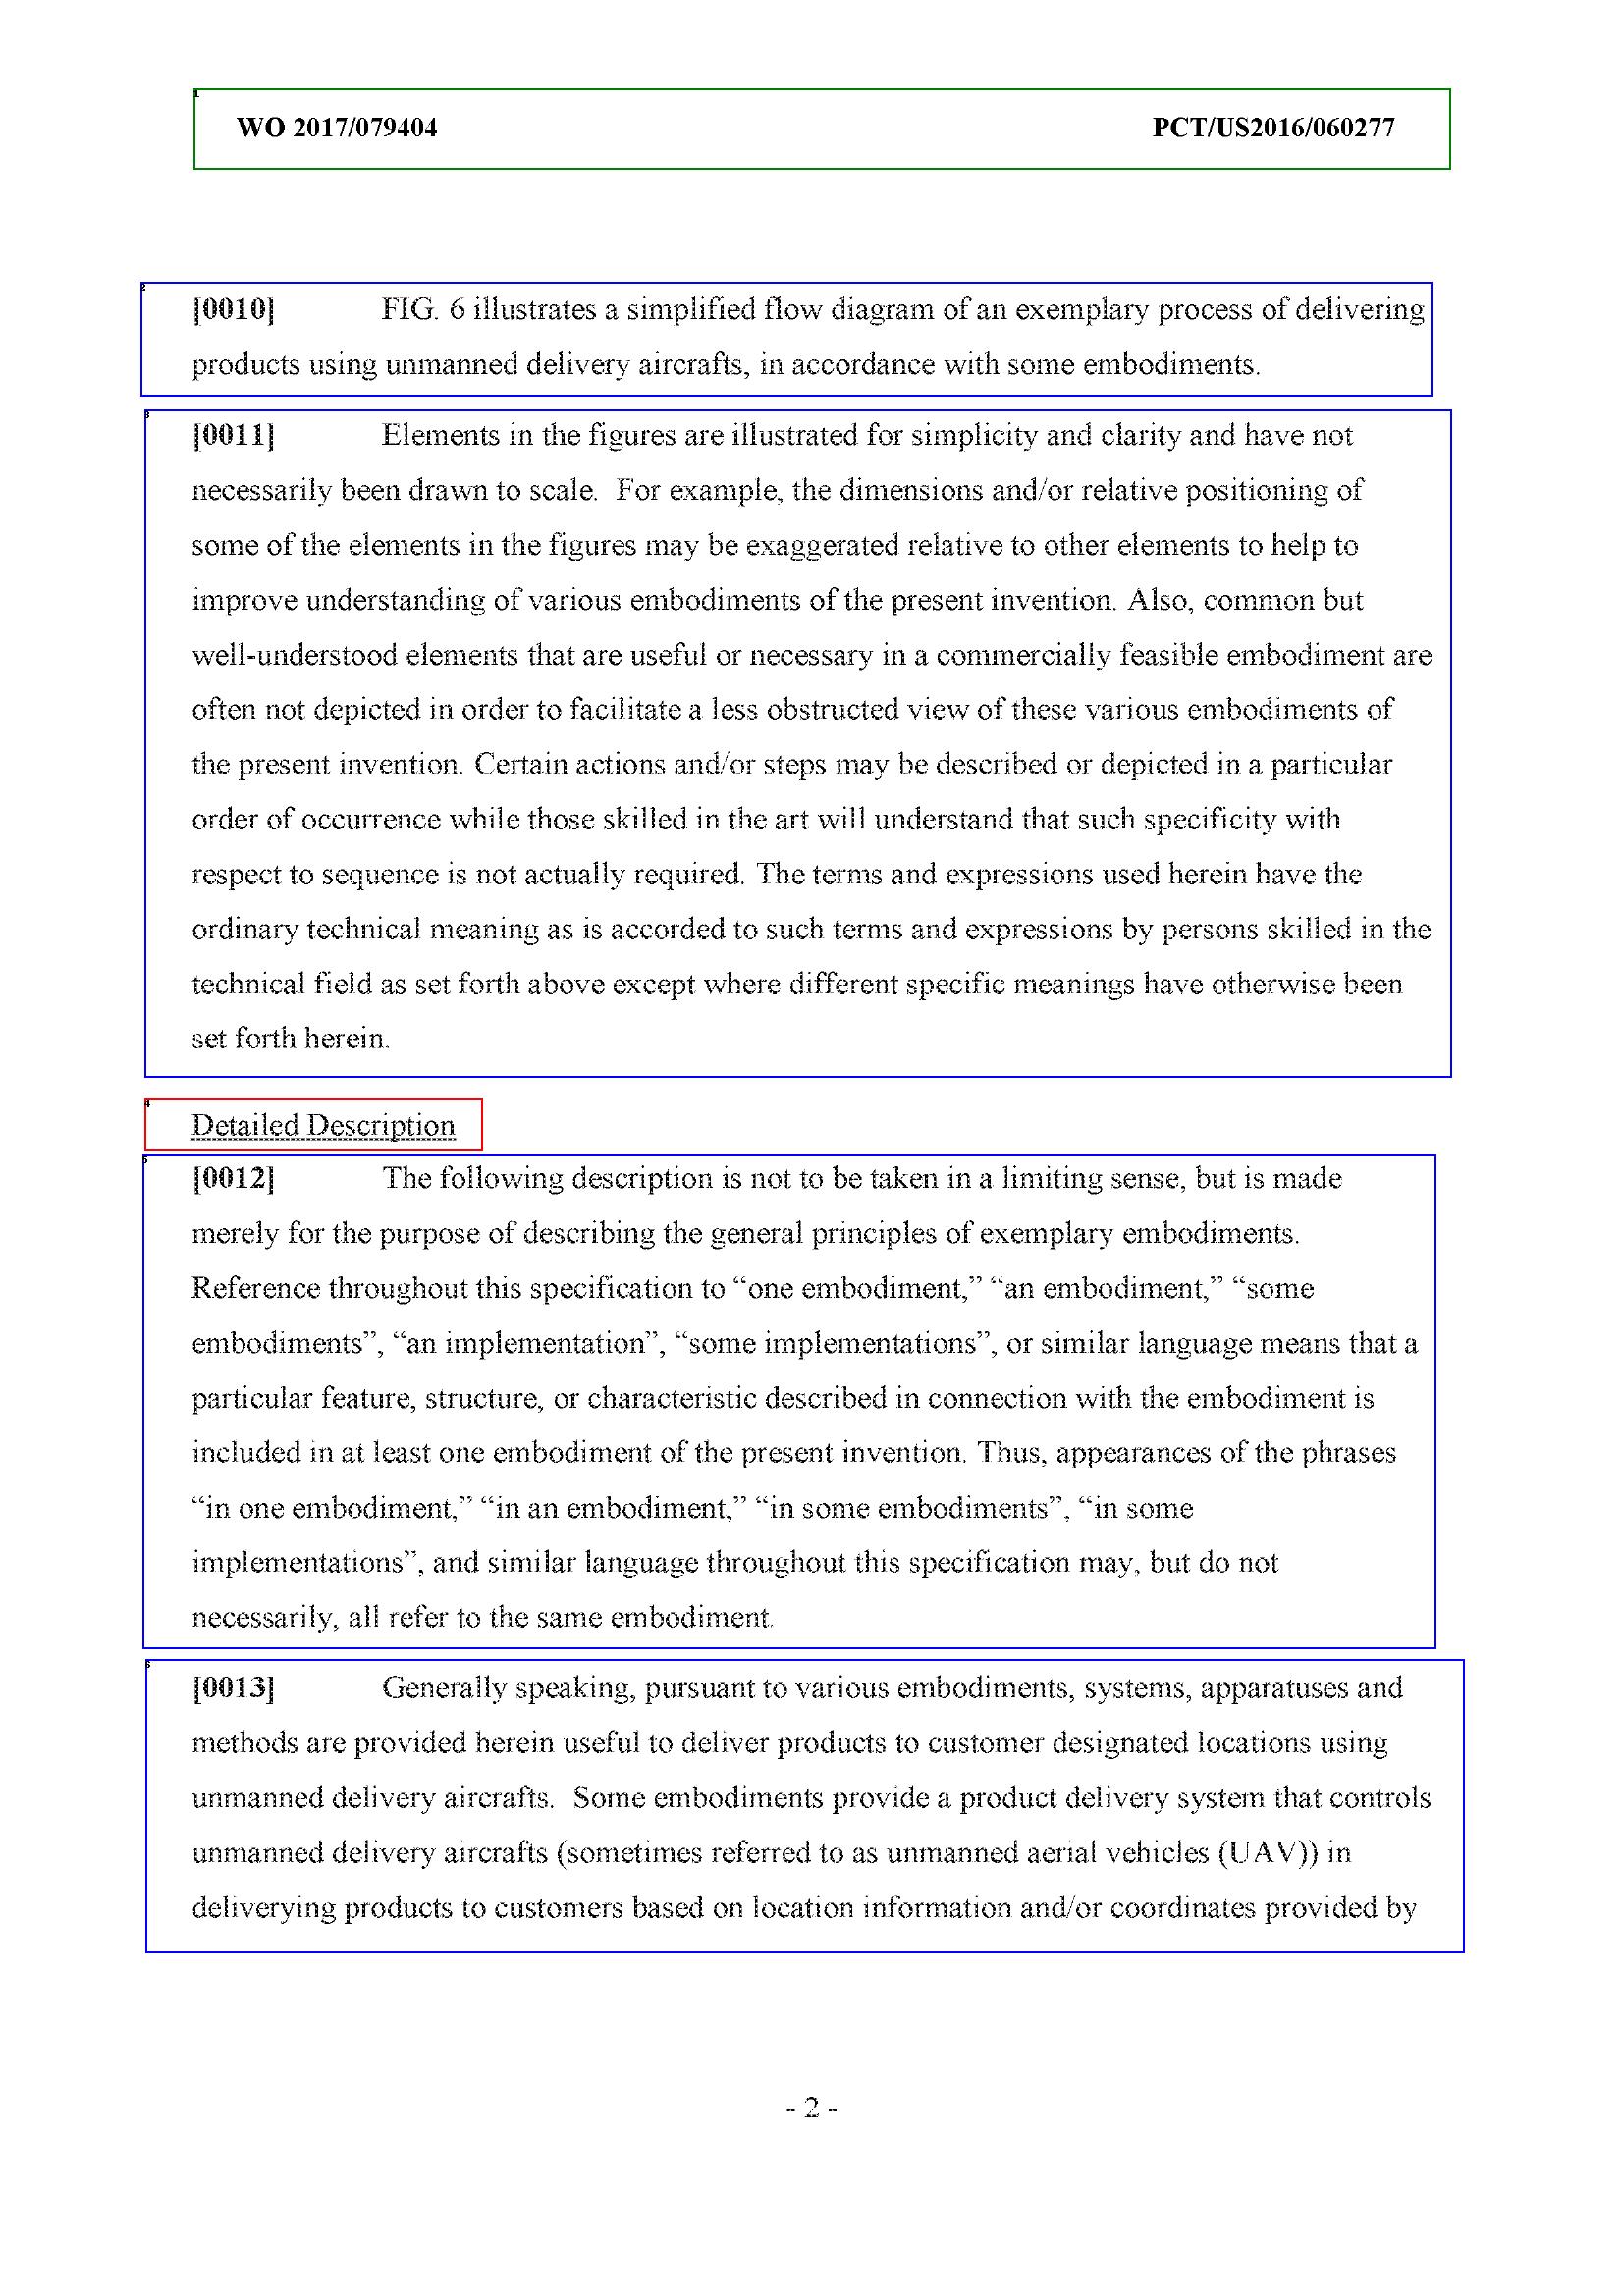 WO 2017/079404 PCT/US2016/060277
[0010] FIG. 6 illustrates a simplified flow diagram of an exemplary process of delivering
products using unmanned delivery aircrafts, in accordance with some embodiments.
[0011] Elements in the figures are illustrated for simplicity and clarity and have not
necessarily been drawn to scale. For example, the dimensions and/or relative positioning of
some of the elements in the figures may be exaggerated relative to other elements to help to
improve understanding of various embodiments of the present invention. Also, common but
well-understood elements that are useful or necessary in a commercially feasible embodiment are
often not depicted in order to facilitate a less obstructed view of these various embodiments of
the present invention. Certain actions and/or steps may be described or depicted in a particular
order of occurrence while those skilled in the art will understand that such specificity with
respect to sequence is not actually required. The terms and expressions used herein have the
ordinary technical meaning as is accorded to such terms and expressions by persons skilled in the
technical field as set forth above except where different specific meanings have otherwise been
set forth herein.
Detailed Description
[0012] The following description is not to be taken in a limiting sense, but is made
merely for the purpose of describing the general principles of exemplary embodiments.
Reference throughout this specification to “one embodiment,” “an embodiment,” “some
embodiments”, “an implementation”, “some implementations”, or similar language means that a
particular feature, structure, or characteristic described in connection with the embodiment is
included in at least one embodiment of the present invention. Thus, appearances of the phrases
“in one embodiment,” “in an embodiment,” “in some embodiments”, “in some
implementations”, and similar language throughout this specification may, but do not
necessarily, all refer to the same embodiment.
[0013] Generally speaking, pursuant to various embodiments, systems, apparatuses and
methods are provided herein useful to deliver products to customer designated locations using
unmanned delivery aircrafts. Some embodiments provide a product delivery system that controls
unmanned delivery aircrafts (sometimes referred to as unmanned aerial vehicles (UAV)) in
deliverying products to customers based on location information and/or coordinates provided by
- 2 -